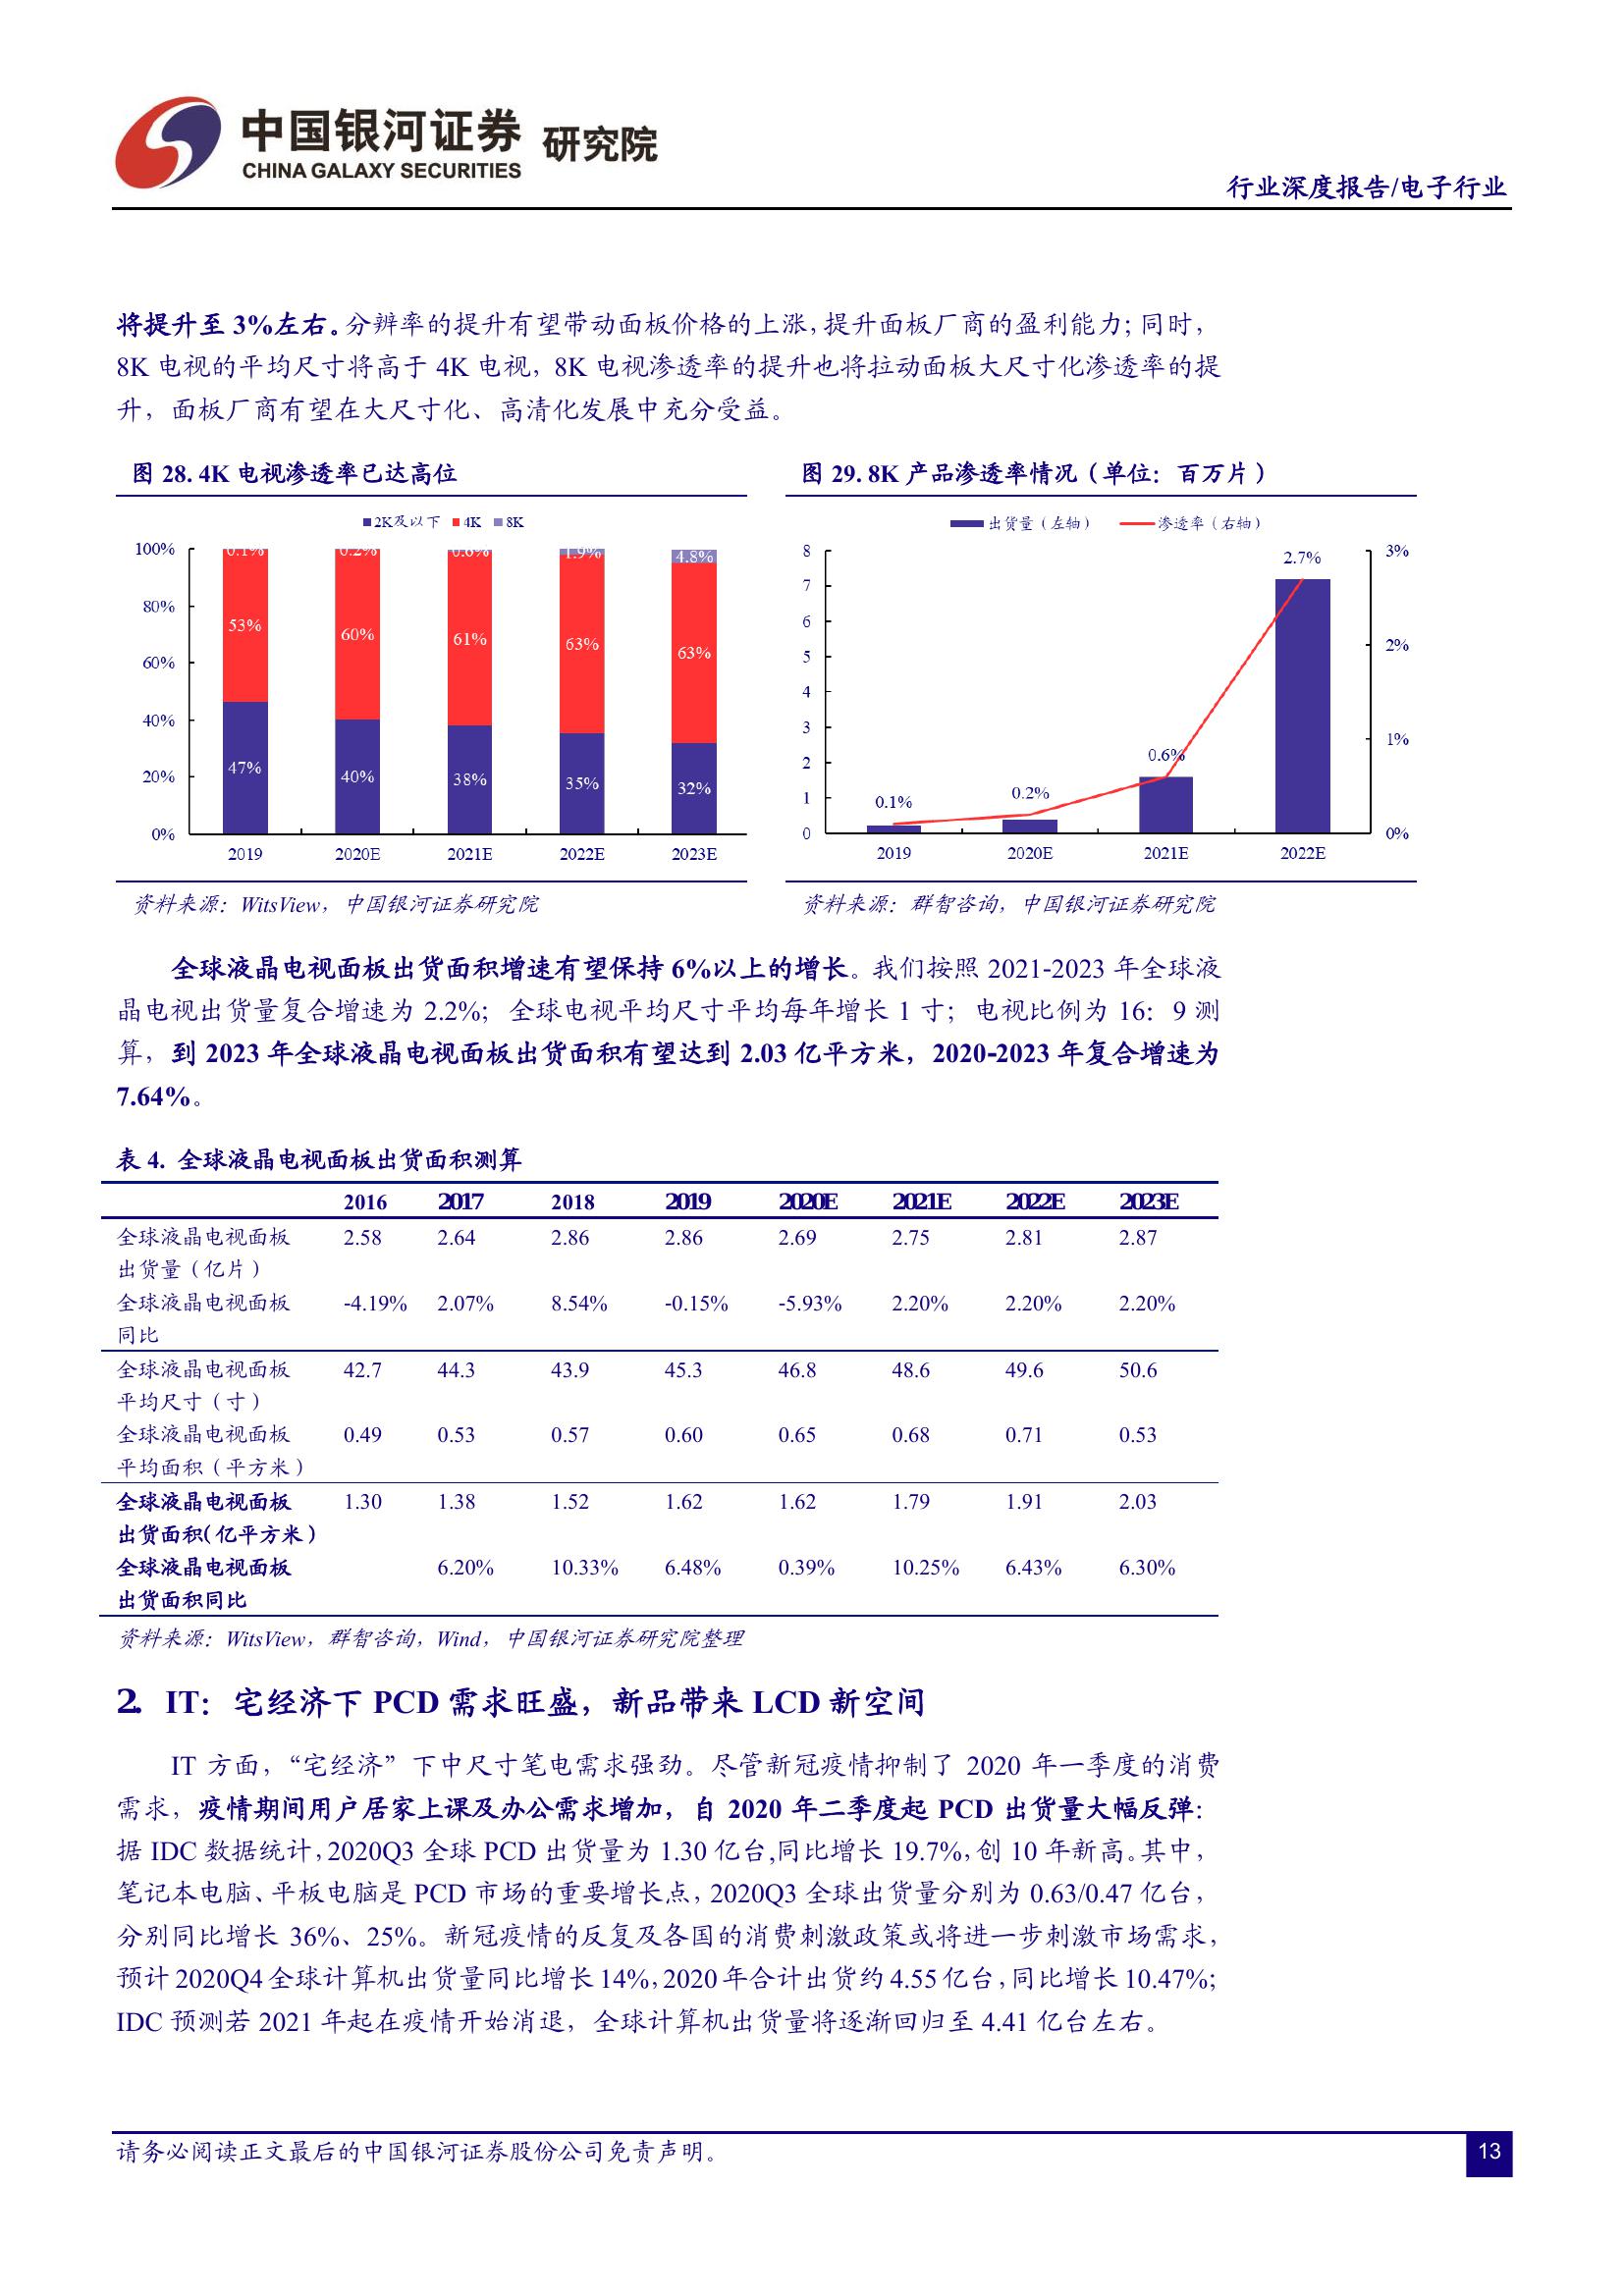 中国银河证券 研究院
CHINA GALAXY SECURITIES
行业深度报告/电子行业
将提升至 3%左右。分辨率的提升有望带动面板价格的上涨,提升面板厂商的盈利能力;同时,
8K 电视的平均尺寸将高于 4K 电视，8K 电视渗透率的提升也将拉动面板大尺寸化渗透率的提
升，面板厂商有望在大尺寸化、高清化发展中充分受益。
图 28. 4K 电视渗透率已达高位
2K及以下 4K 8K
100% 0.1% 0.2% 0.6% 1.9% 4.8%
80%
53% 60% 61% 63% 63%
60%
40%
47% 40% 38% 35% 32%
20%
0%
2019 2020E 2021E 2022E 2023E
资料来源：WitsView，中国银河证券研究院
图 29. 8K 产品渗透率情况（单位：百万片）
出货量（左轴） 渗透率（右轴）
8 3%
2.7%
7
6
2%
5
4
3
1%
2
0.6%
1
0.1% 0.2%
0 0%
2019 2020E 2021E 2022E
资料来源：群智咨询，中国银河证券研究院
全球液晶电视面板出货面积增速有望保持 6%以上的增长。我们按照 2021-2023 年全球液
晶电视出货量复合增速为 2.2%；全球电视平均尺寸平均每年增长 1 寸；电视比例为 16：9 测
算，到 2023 年全球液晶电视面板出货面积有望达到 2.03 亿平方米，2020-2023 年复合增速为
7.64%。
表 4. 全球液晶电视面板出货面积测算
2016 2017 2018 2019 2020E 2021E 2022E 2023E
全球液晶电视面板 2.58 2.64 2.86 2.86 2.69 2.75 2.81 2.87
出货量（亿片）
全球液晶电视面板 -4.19% 2.07% 8.54% -0.15% -5.93% 2.20% 2.20% 2.20%
同比
全球液晶电视面板 42.7 44.3 43.9 45.3 46.8 48.6 49.6 50.6
平均尺寸（寸）
全球液晶电视面板 0.49 0.53 0.57 0.60 0.65 0.68 0.71 0.53
平均面积（平方米）
全球液晶电视面板 1.30 1.38 1.52 1.62 1.62 1.79 1.91 2.03
出货面积(亿平方米)
全球液晶电视面板 6.20% 10.33% 6.48% 0.39% 10.25% 6.43% 6.30%
出货面积同比
资料来源：WitsView，群智咨询，Wind，中国银河证券研究院整理
2. IT：宅经济下 PCD 需求旺盛，新品带来 LCD 新空间
IT 方面，“宅经济”下中尺寸笔电需求强劲。尽管新冠疫情抑制了 2020 年一季度的消费
需求，疫情期间用户居家上课及办公需求增加，自 2020 年二季度起 PCD 出货量大幅反弹：
据 IDC 数据统计,2020Q3 全球 PCD 出货量为 1.30 亿台,同比增长 19.7%,创 10 年新高。其中,
笔记本电脑、平板电脑是 PCD 市场的重要增长点,2020Q3 全球出货量分别为 0.63/0.47 亿台,
分别同比增长 36%、25%。新冠疫情的反复及各国的消费刺激政策或将进一步刺激市场需求,
预计 2020Q4 全球计算机出货量同比增长 14%,2020 年合计出货约 4.55 亿台,同比增长 10.47%;
IDC 预测若 2021 年起在疫情开始消退，全球计算机出货量将逐渐回归至 4.41 亿台左右。
请务必阅读正文最后的中国银河证券股份公司免责声明。
13